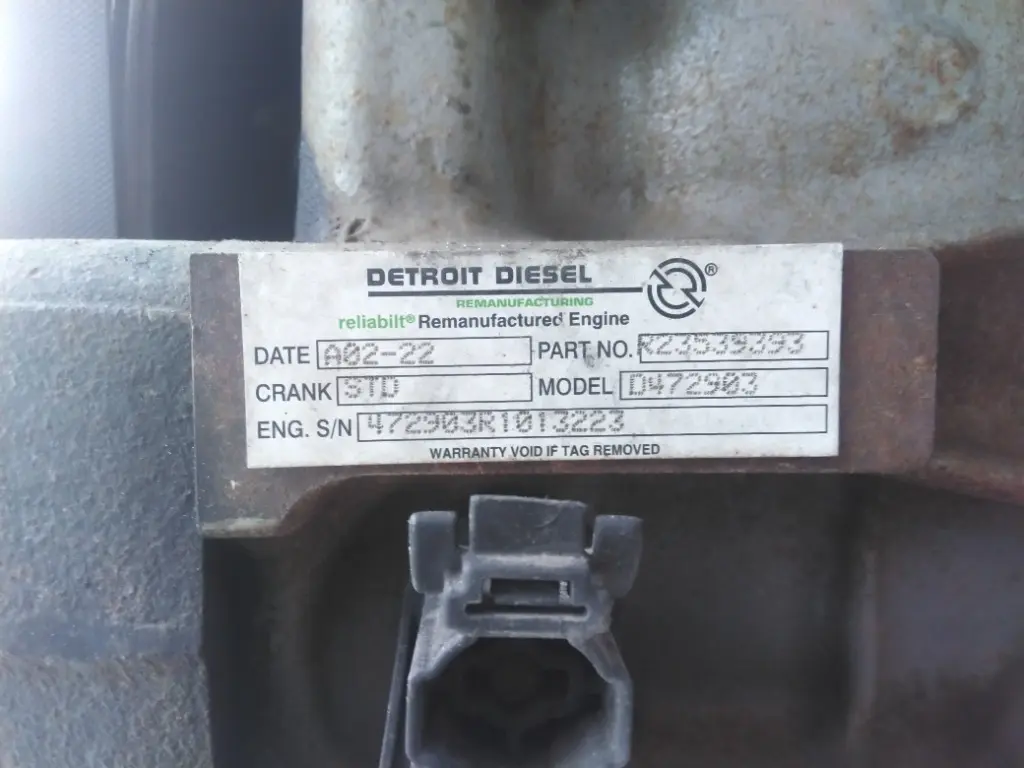 DETROIT DIESEL ®
REMANUFACTURING
reliabilt® Remanufactured Engine
DATE A02-22 PART NO. R23539393
CRANK STD MODEL D472903
ENG. S/N 472903R1013223
WARRANTY VOID IF TAG REMOVED